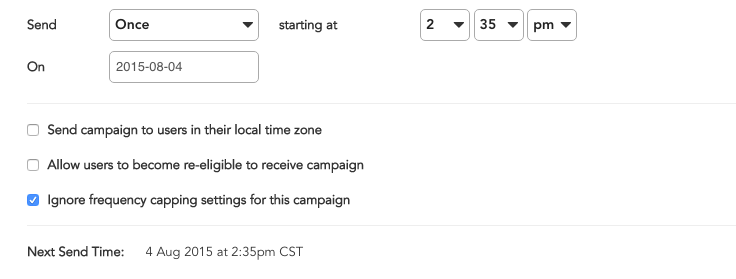 Send Once starting at 2 35 pm
On 2015-08-04
Send campaign to users in their local time zone
Allow users to become re-eligible to receive campaign
Ignore frequency capping settings for this campaign
Next Send Time: 4 Aug 2015 at 2:35pm CST